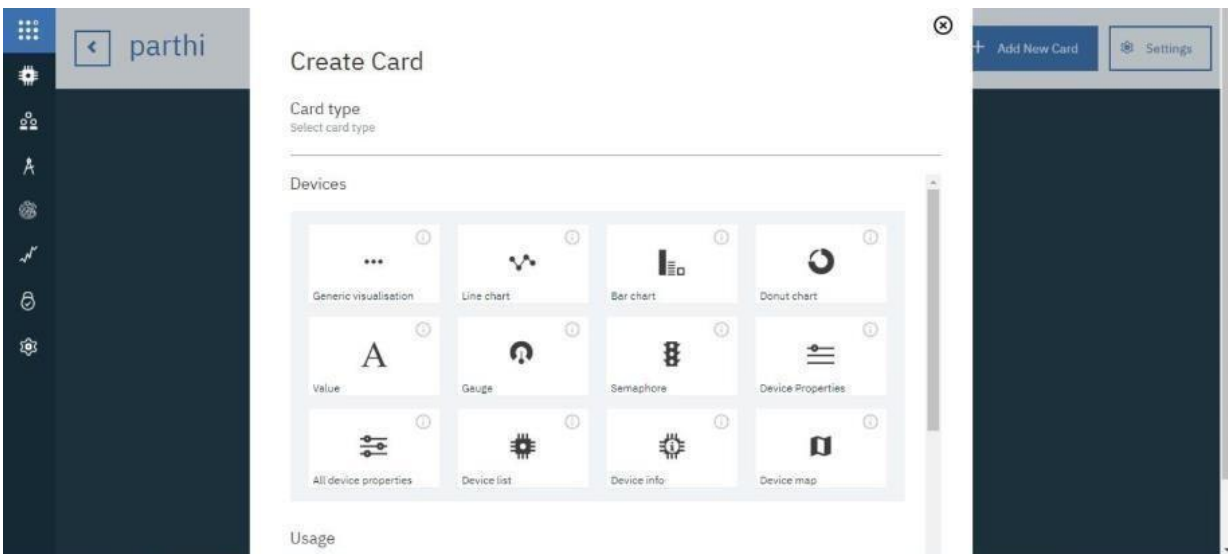 parthi
Add New Card
Settings
Create Card
Card type
Select card type
Devices
Generic visualisation
Line chart
Bar chart
Donut chart
A
Value
Gauge
Semaphore
Device Properties
All device properties
Device list
Device info
Device map
Usage